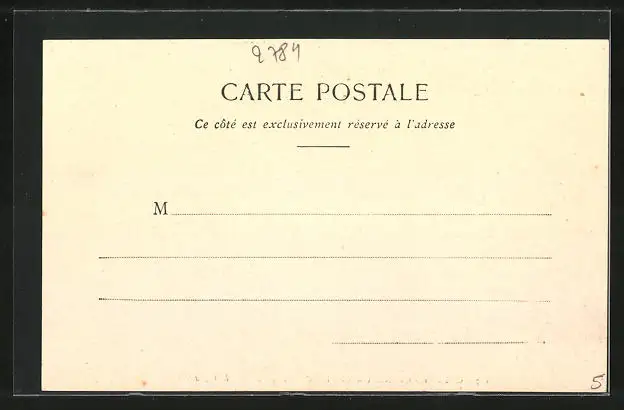 2784
CARTE POSTALE
Ce côté est exclusivement réservé à l'adresse
M
5